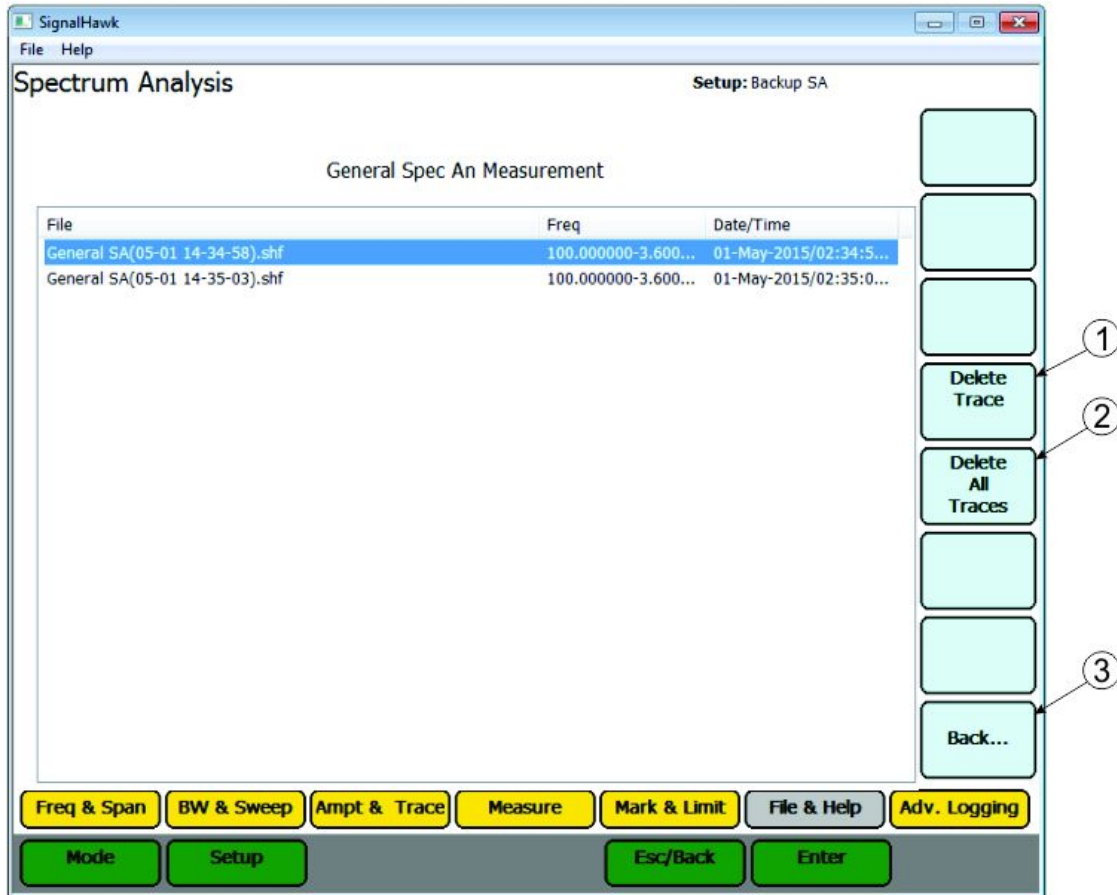 SignalHawk
File Help
Spectrum Analysis
Setup: Backup SA
General Spec An Measurement
File Freq Date/Time
General SA(05-01 14-34-58).shf 100.000000-3.600... 01-May-2015/02:34:5...
General SA(05-01 14-35-03).shf 100.000000-3.600... 01-May-2015/02:35:0...
1
Delete
Trace
2
Delete
All
Traces
3
Back...
Freq & Span BW & Sweep Ampt & Trace Measure Mark & Limit File & Help Adv. Logging
Mode Setup Esc/Back Enter